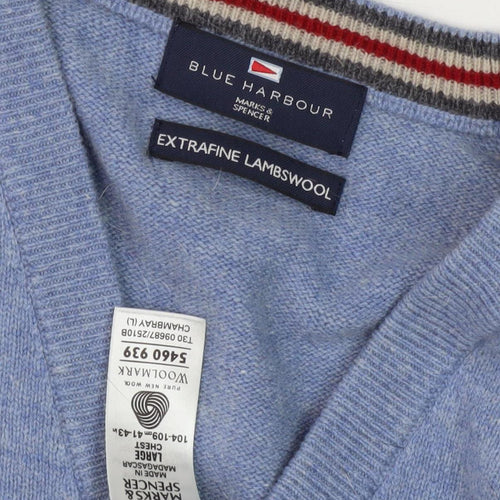 BLUE HARBOUR
MARKS &
SPENCER
EXTRAFINE LAMBSWOOL
MARKS &
SPENCER
MADE IN
MADAGASCAR
LARGE
CHEST
104-109cm 41-43in
PURE NEW WOOL
WOOLMARK
5460 939
T30 09687/2510B
CHAMBRAY(L)